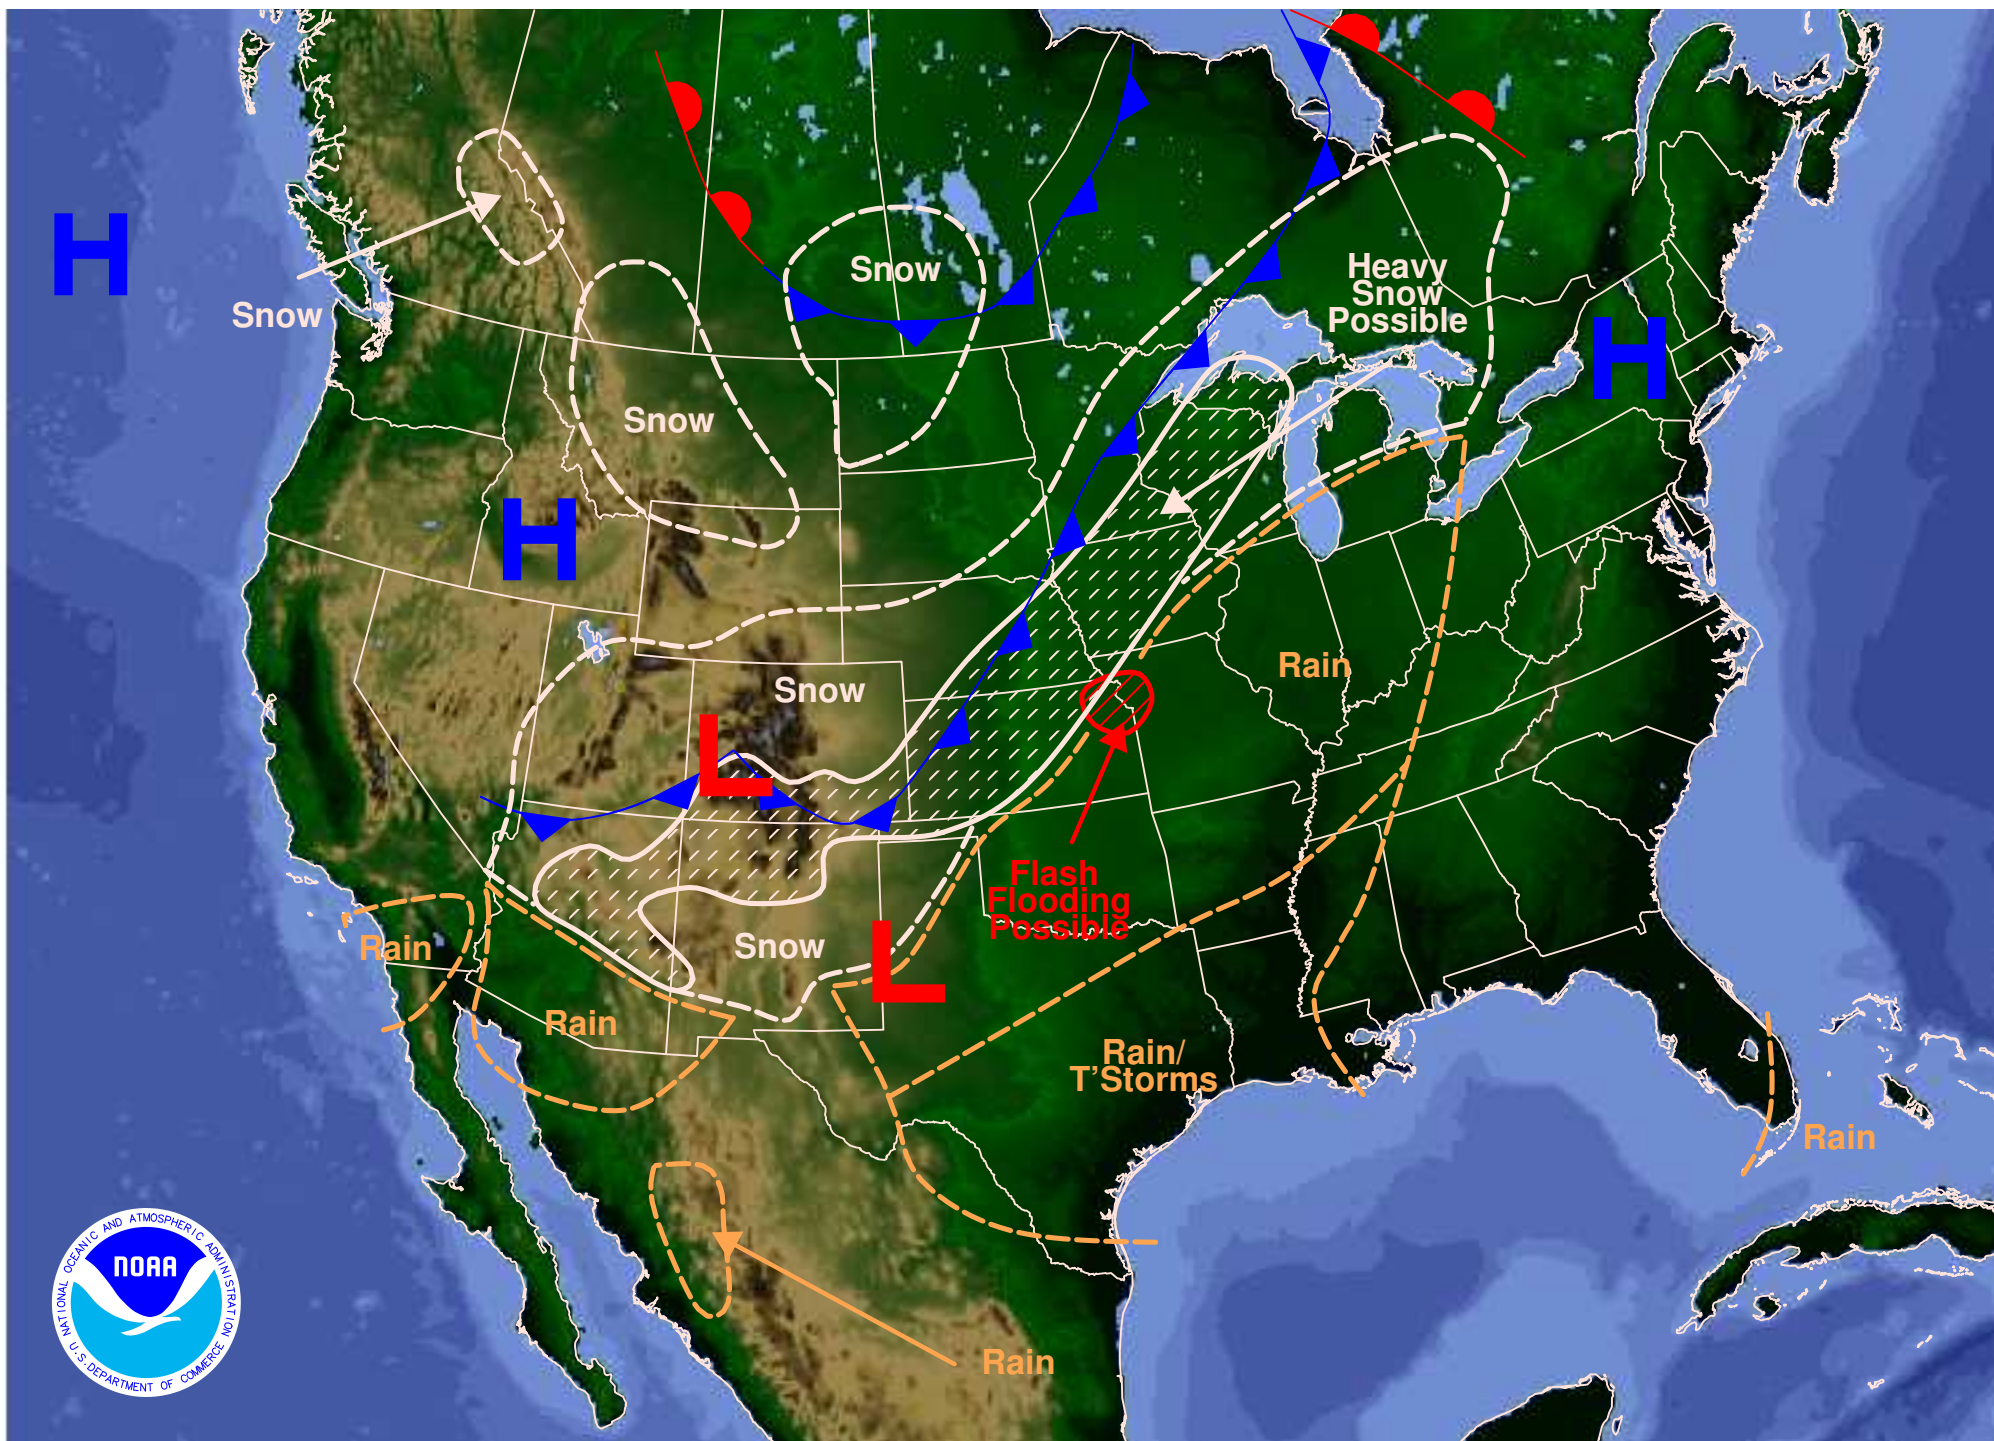 H
Snow
Snow
Heavy
Snow
Possible
H
Snow
H
Snow
Rain
L
Flash
Flooding
Possible
Rain
Snow
L
Rain
Rain/
T'Storms
Rain
Rain
NATIONAL OCEANIC AND ATMOSPHERIC ADMINISTRATION
NOAA
U.S. DEPARTMENT OF COMMERCE